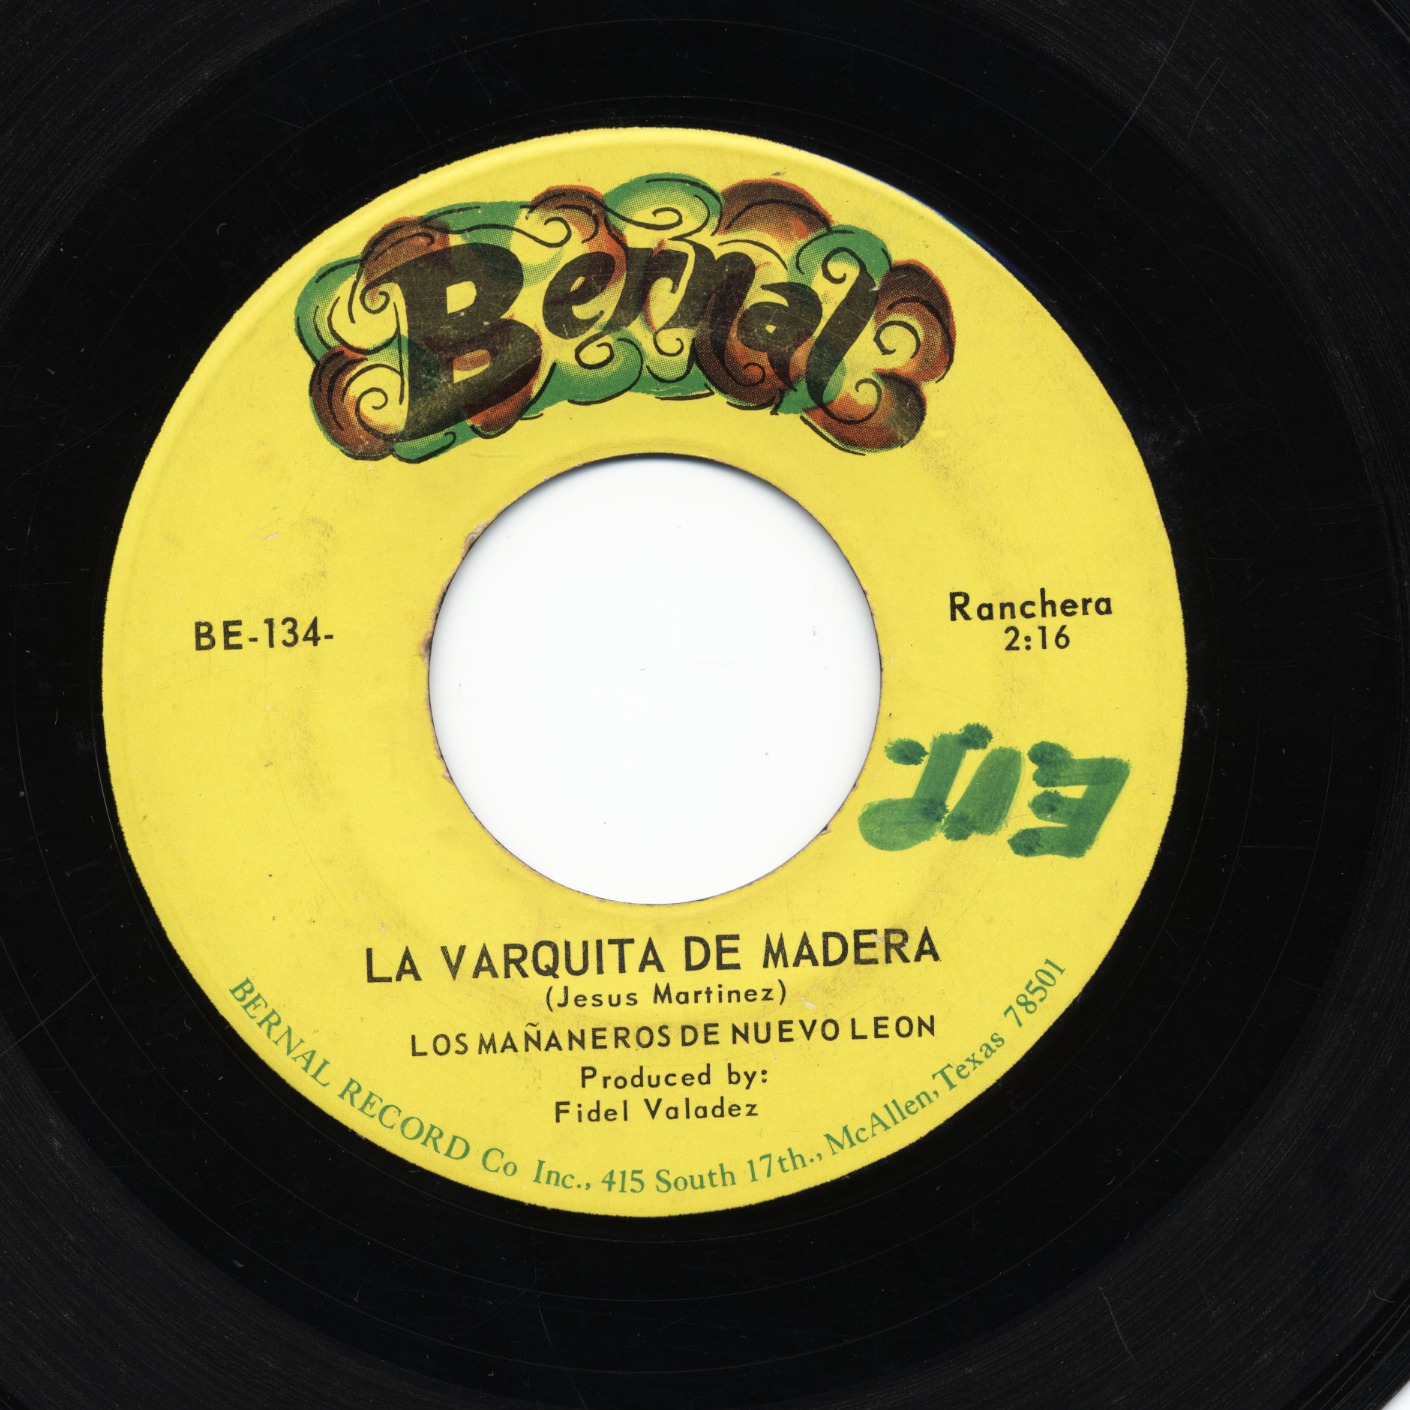 Bernal
BE-134-
Ranchera
2:16
LA VARQUITA DE MADERA
(Jesus Martinez)
LOS MAÑANEROS DE NUEVO LEON
Produced by:
Fidel Valadez
BERNAL RECORD Co Inc., 415 South 17th., McAllen, Texas 78501